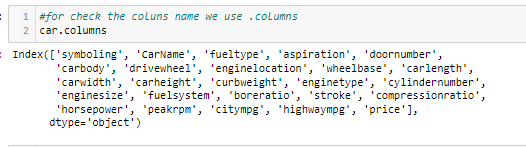 1 #for check the coluns name we use .columns
2 car.columns
Index(['symboling', 'CarName', 'fueltype', 'aspiration', 'doornumber',
'carbody', 'drivewheel', 'enginelocation', 'wheelbase', 'carlength',
'carwidth', 'carheight', 'curbweight', 'enginetype', 'cylindernumber',
'enginesize', 'fuelsystem', 'boreratio', 'stroke', 'compressionratio',
'horsepower', 'peakrpm', 'citympg', 'highwaympg', 'price'],
dtype='object')